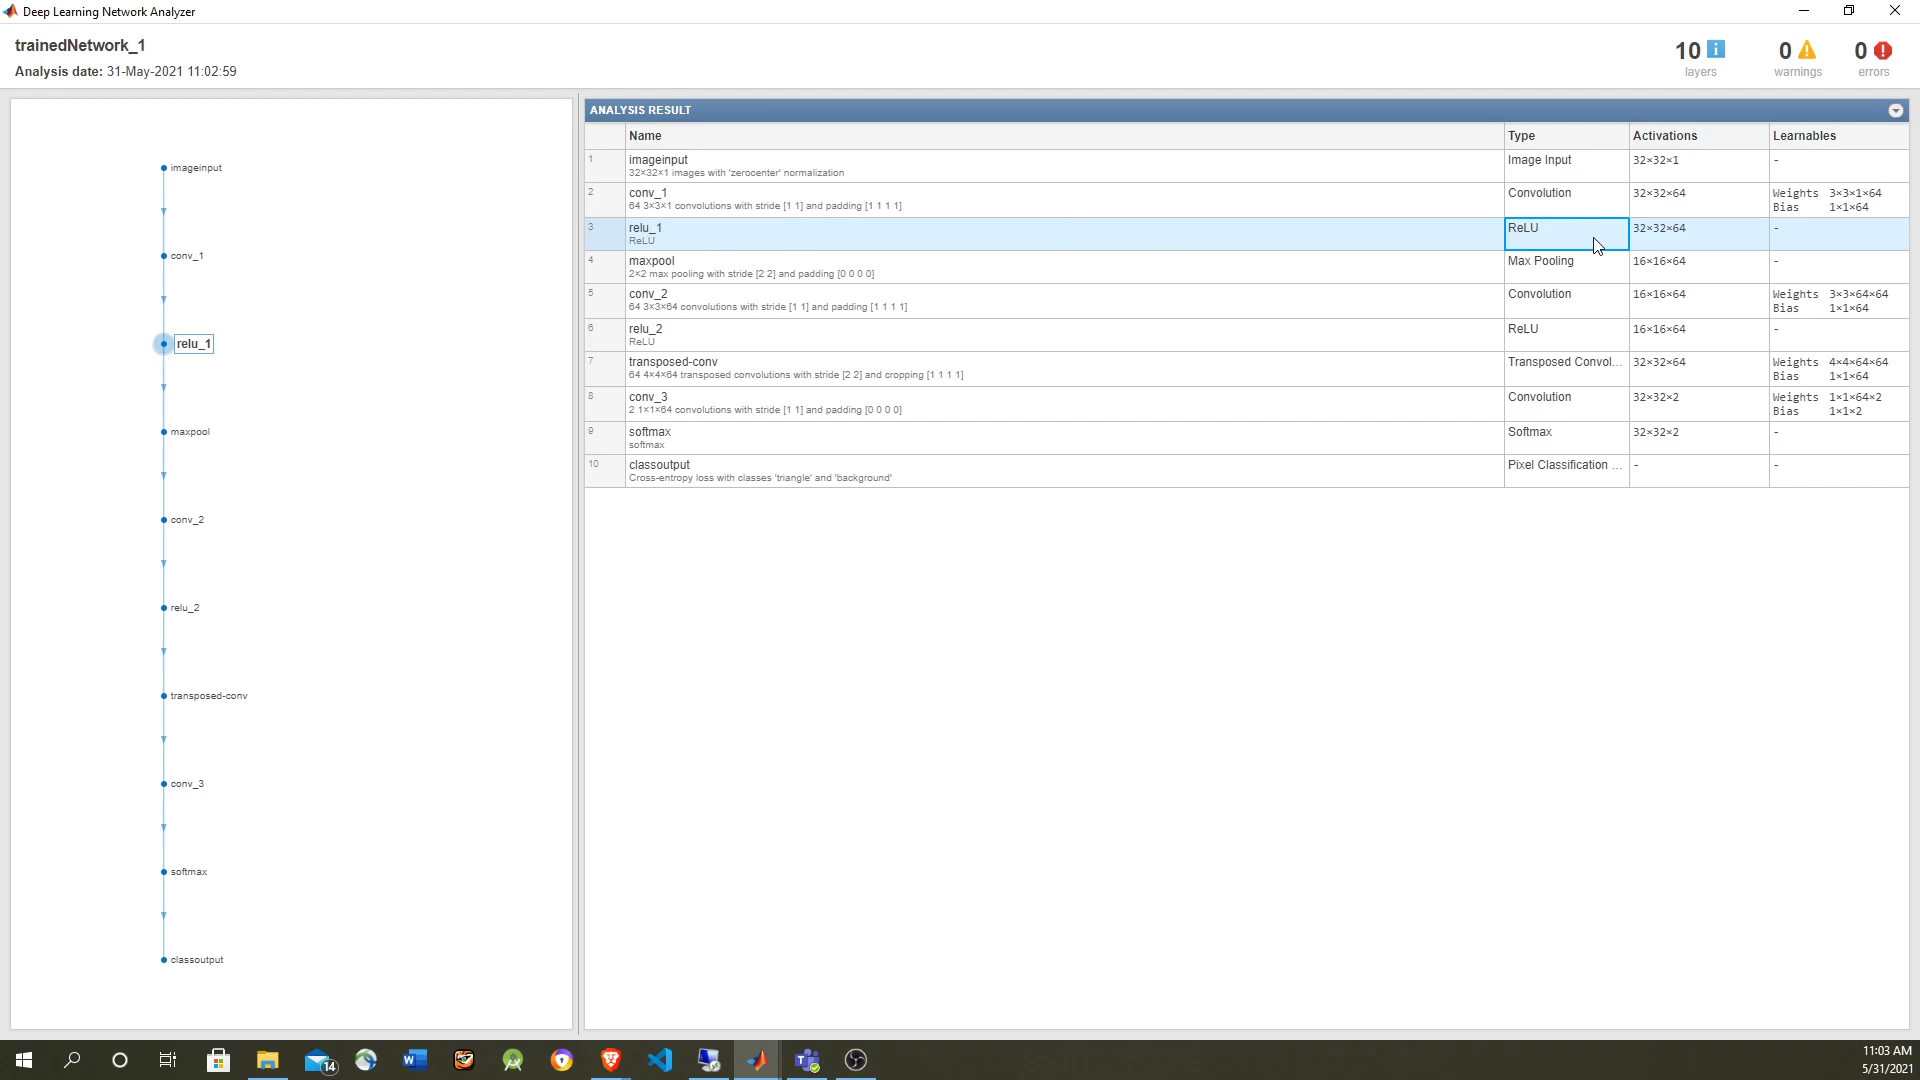 Deep Learning Network Analyzer
trainedNetwork_1
Analysis date: 31-May-2021 11:02:59
10
layers
0
warnings
0
errors
imageinput
conv_1
relu_1
maxpool
conv_2
relu_2
transposed-conv
conv_3
softmax
classoutput
ANALYSIS RESULT
Name Type Activations Learnables
1 imageinput Image Input 32×32×1 -
32×32×1 images with 'zerocenter' normalization
2 conv_1 Convolution 32×32×64 Weights 3×3×1×64
64 3×3×1 convolutions with stride [1 1] and padding [1 1 1 1] Bias 1×1×64
3 relu_1 ReLU 32×32×64 -
ReLU
4 maxpool Max Pooling 16×16×64 -
2×2 max pooling with stride [2 2] and padding [0 0 0 0]
5 conv_2 Convolution 16×16×64 Weights 3×3×64×64
64 3×3×64 convolutions with stride [1 1] and padding [1 1 1 1] Bias 1×1×64
6 relu_2 ReLU 16×16×64 -
ReLU
7 transposed-conv Transposed Convol... 32×32×64 Weights 4×4×64×64
64 4×4×64 transposed convolutions with stride [2 2] and cropping [1 1 1 1] Bias 1×1×64
8 conv_3 Convolution 32×32×2 Weights 1×1×64×2
2 1×1×64 convolutions with stride [1 1] and padding [0 0 0 0] Bias 1×1×2
9 softmax Softmax 32×32×2 -
softmax
10 classoutput Pixel Classification ... - -
Cross-entropy loss with classes 'triangle' and 'background'
14
11:03 AM
5/31/2021